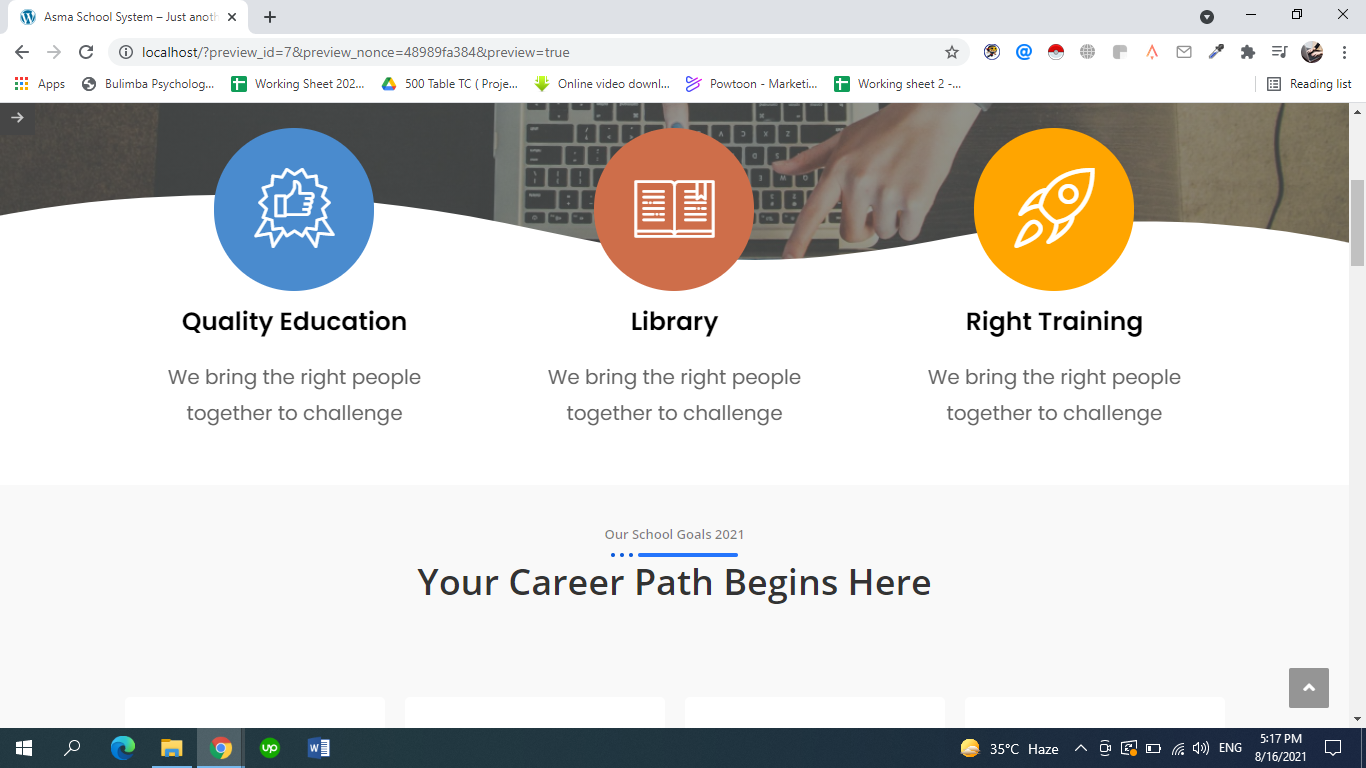 Asma School System – Just anoth
localhost/?preview_id=7&preview_nonce=48989fa384&preview=true
Apps
Bulimba Psycholog...
Working Sheet 202...
500 Table TC ( Proje...
Online video downl...
Powtoon - Marketi...
Working sheet 2 -...
Reading list
Quality Education
Library
Right Training
We bring the right people
together to challenge
We bring the right people
together to challenge
We bring the right people
together to challenge
Our School Goals 2021
Your Career Path Begins Here
35°C Haze
ENG
5:17 PM
8/16/2021